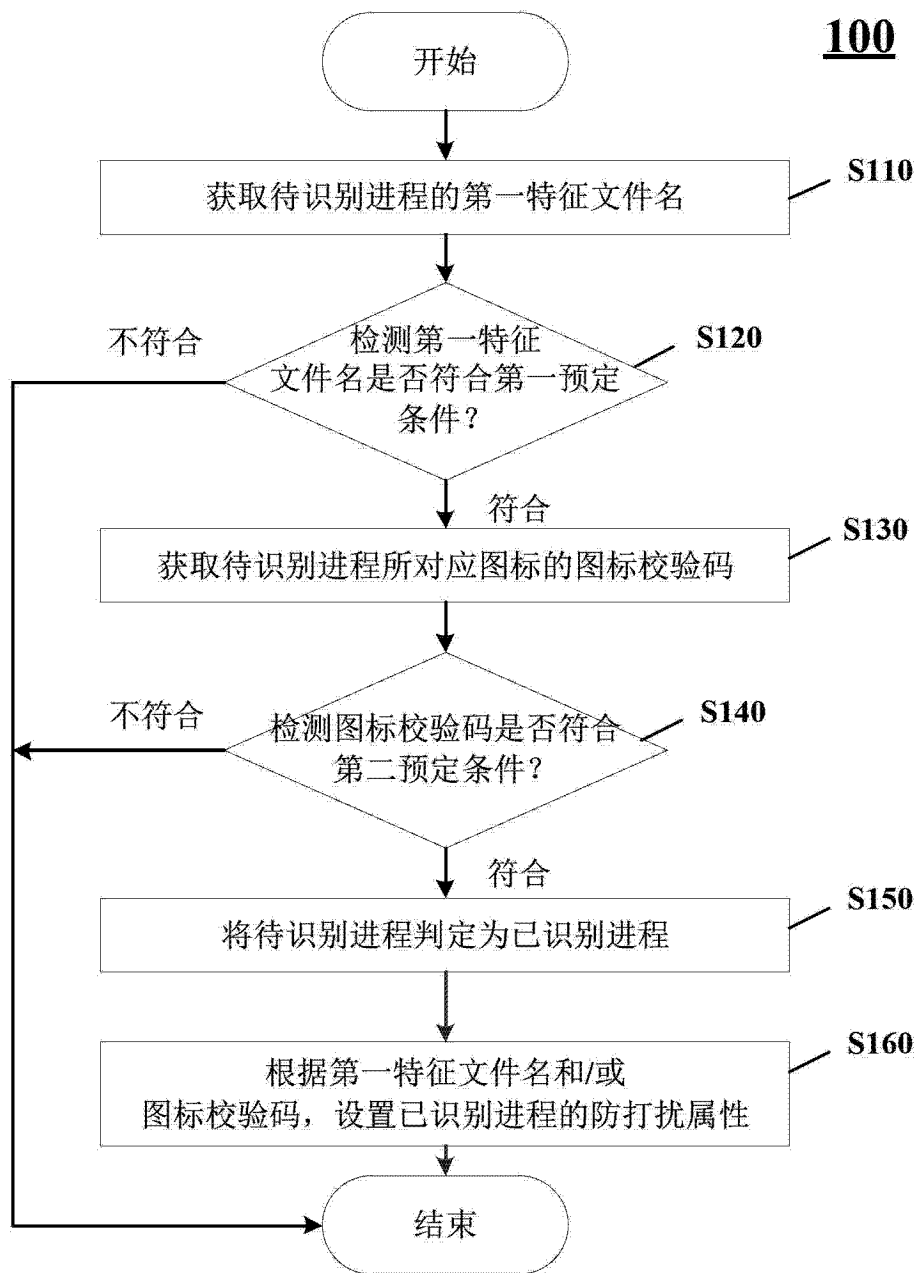 100
开始
S110
获取待识别进程的第一特征文件名
不符合
S120
检测第一特征
文件名是否符合第一预定
条件？
符合
S130
获取待识别进程所对应图标的图标校验码
不符合
S140
检测图标校验码是否符合
第二预定条件？
符合
S150
将待识别进程判定为已识别进程
S160
根据第一特征文件名和/或
图标校验码，设置已识别进程的防打扰属性
结束